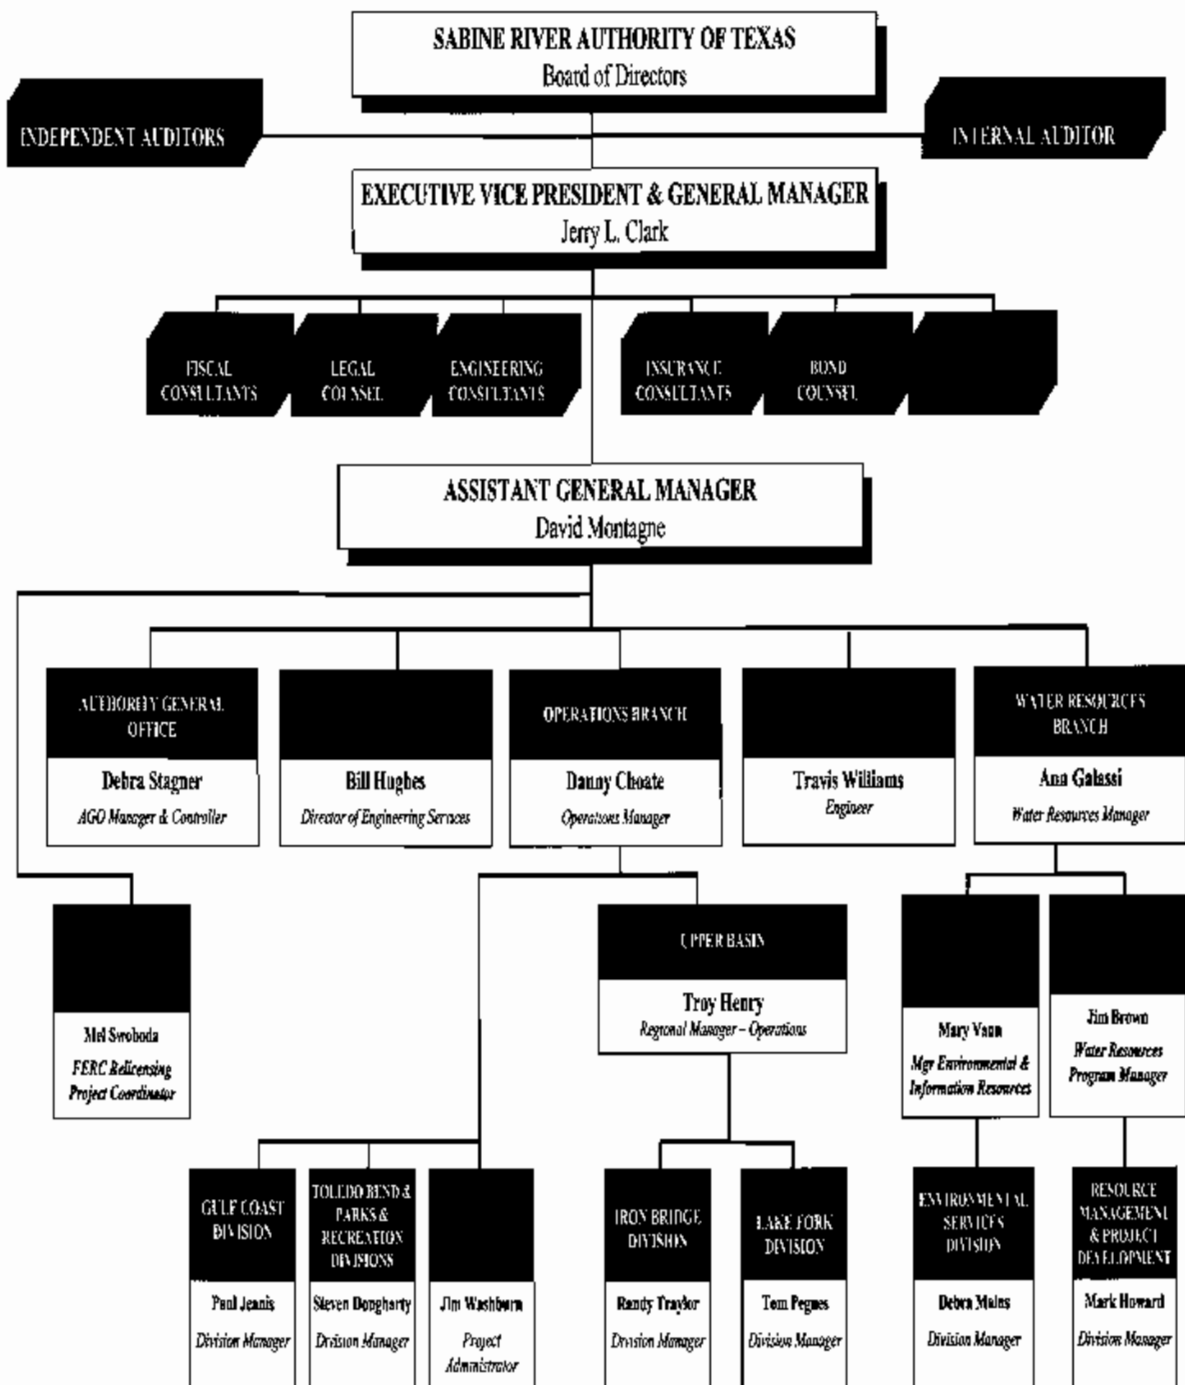 SABINE RIVER AUTHORITY OF TEXAS
Board of Directors
INDEPENDENT AUDITORS
INTERNAL AUDITOR
EXECUTIVE VICE PRESIDENT & GENERAL MANAGER
Jerry L. Clark
FISCAL
CONSULTANTS
LEGAL
COUNSEL
ENGINEERING
CONSULTANTS
INSURANCE
CONSULTANTS
BOND
COUNSEL
ASSISTANT GENERAL MANAGER
David Montagne
AUTHORITY GENERAL
OFFICE
Debra Stagner
AGO Manager & Controller
Bill Hughes
Director of Engineering Services
OPERATIONS BRANCH
Danny Choate
Operations Manager
Travis Williams
Engineer
WATER RESOURCES
BRANCH
Ann Galassi
Water Resources Manager
Mel Swoboda
FERC Relicensing
Project Coordinator
UPPER BASIN
Troy Henry
Regional Manager – Operations
Mary Vann
Mgr Environmental &
Information Resources
Jim Brown
Water Resources
Program Manager
GULF COAST
DIVISION
Paul Jennis
Division Manager
TOLEDO BEND &
PARKS &
RECREATION
DIVISIONS
Steven Dougharty
Division Manager
Jim Washburn
Project
Administrator
IRON BRIDGE
DIVISION
Randy Traylor
Division Manager
LAKE FORK
DIVISION
Tom Pegues
Division Manager
ENVIRONMENTAL
SERVICES
DIVISION
Debra Mains
Division Manager
RESOURCE
MANAGEMENT
& PROJECT
DEVELOPMENT
Mark Howard
Division Manager